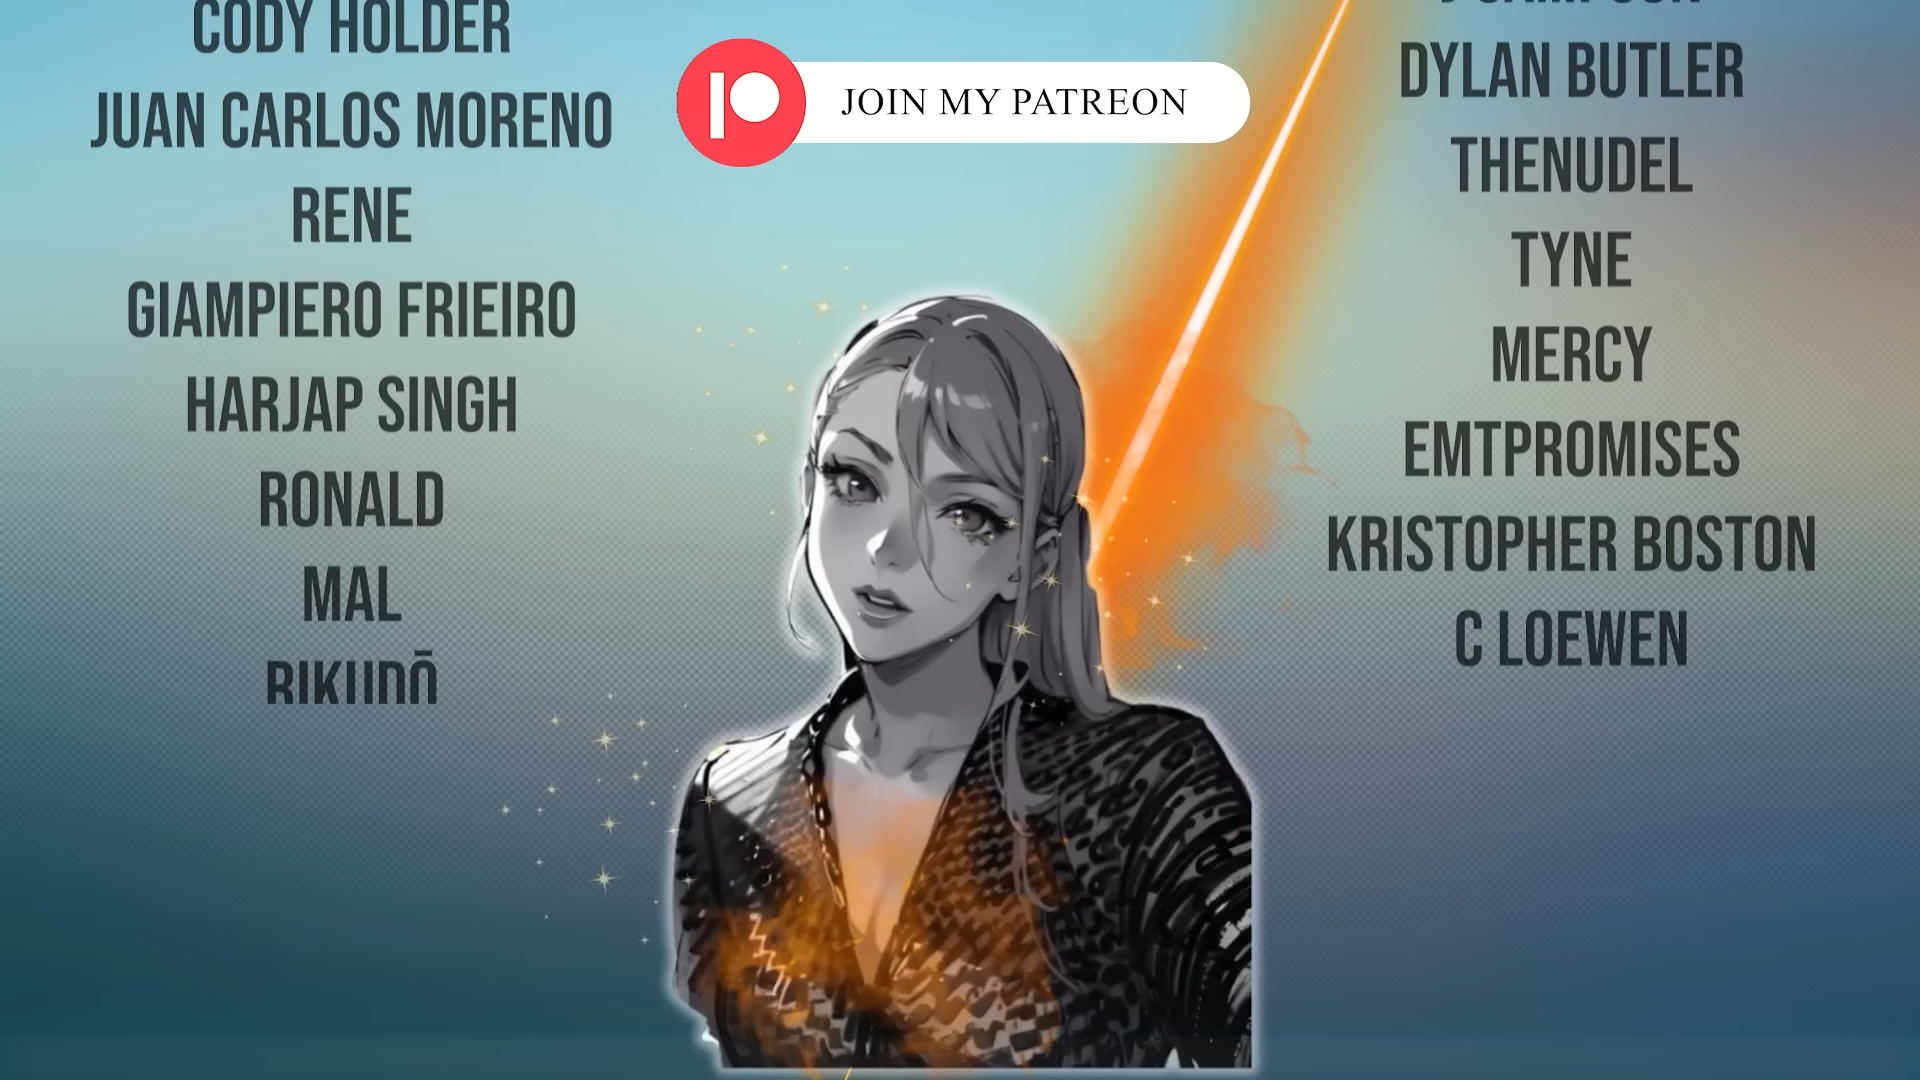 CODY HOLDER
JUAN CARLOS MORENO
RENE
GIAMPIERO FRIEIRO
HARJAP SINGH
RONALD
MAL
JOIN MY PATREON
DYLAN BUTLER
THENUDEL
TYNE
MERCY
EMTPROMISES
KRISTOPHER BOSTON
C LOEWEN